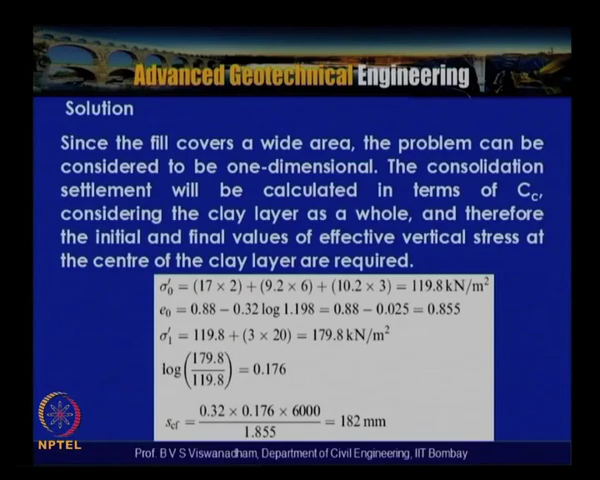 Advanced Geotechnical Engineering
Solution
Since the fill covers a wide area, the problem can be
considered to be one-dimensional. The consolidation
settlement will be calculated in terms of Cc,
considering the clay layer as a whole, and therefore
the initial and final values of effective vertical stress at
the centre of the clay layer are required.
σ′0 = (17 × 2) + (9.2 × 6) + (10.2 × 3) = 119.8 kN/m²
e0 = 0.88 − 0.32 log 1.198 = 0.88 − 0.025 = 0.855
σ′1 = 119.8 + (3 × 20) = 179.8 kN/m²
log(179.8/119.8) = 0.176
scf = 0.32 × 0.176 × 6000/1.855 = 182 mm
NPTEL
Prof. B V S Viswanadham, Department of Civil Engineering, IIT Bombay